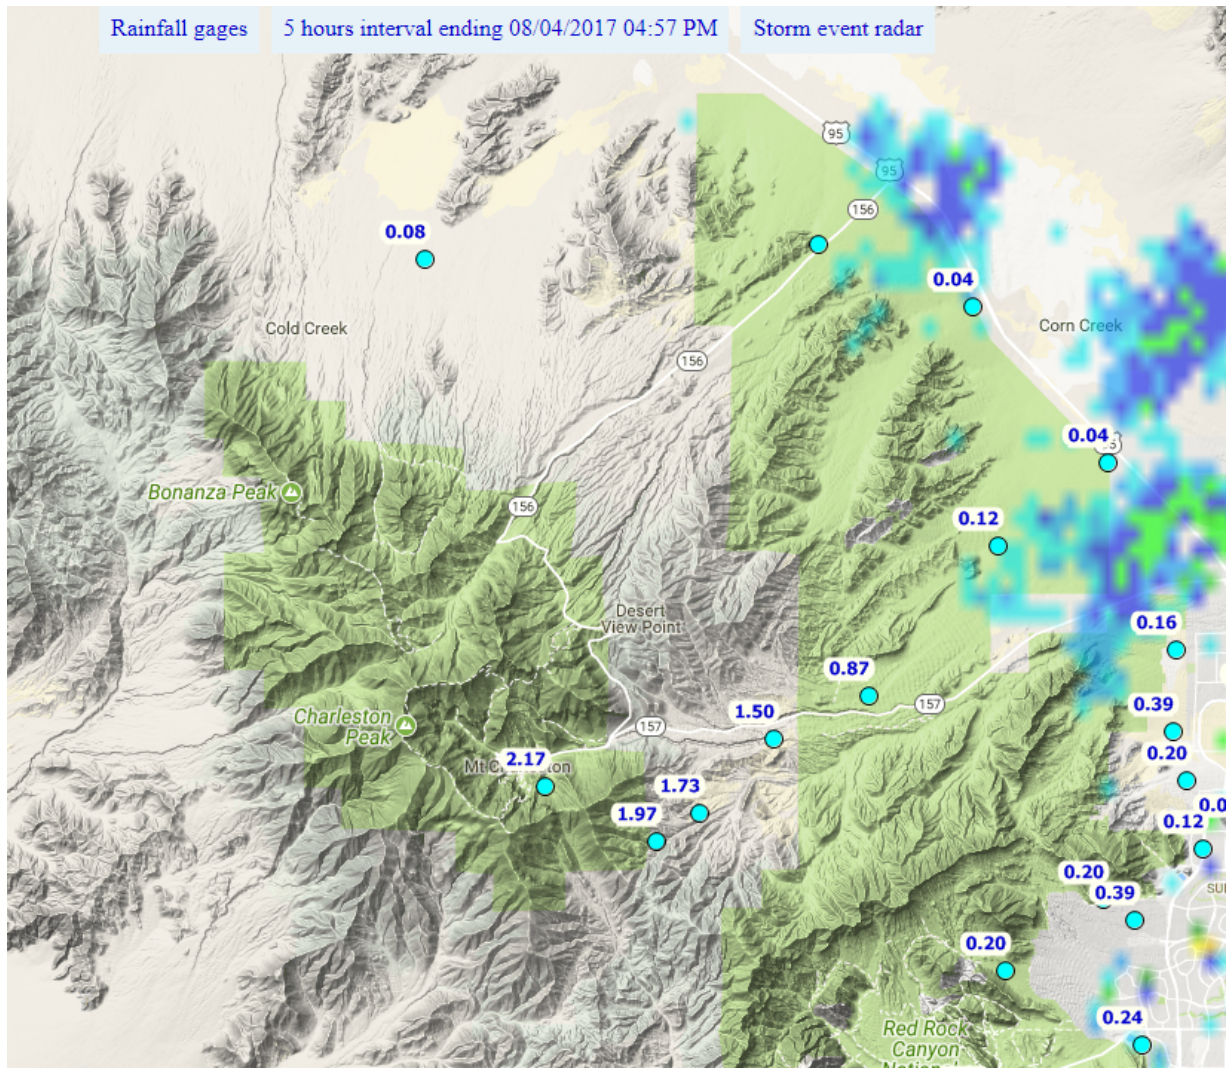 Rainfall gages
5 hours interval ending 08/04/2017 04:57 PM
Storm event radar
95
95
156
0.08
0.04
Cold Creek
Corn Creek
156
0.04
Bonanza Peak
156
0.12
Desert
View Point
0.16
0.87
157
Charleston
Peak
157
1.50
0.39
2.17
0.20
1.73
0.12
1.97
0.20
0.39
0.20
0.24
Red Rock
Canyon